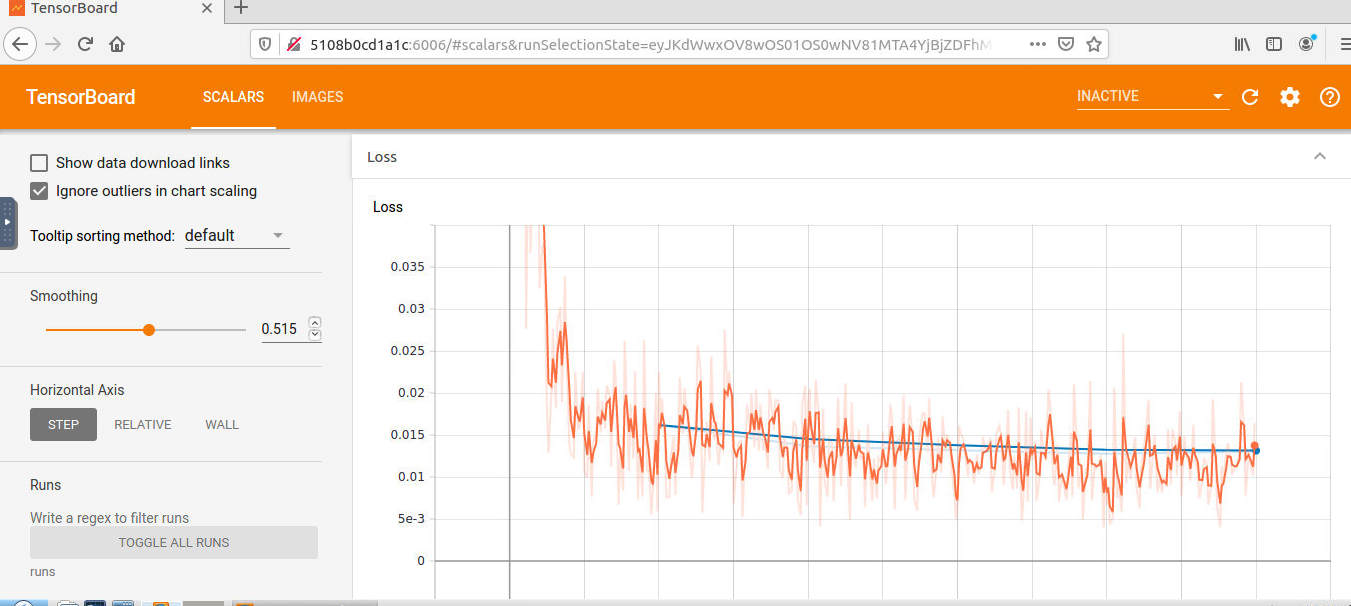 TensorBoard
5108b0cd1a1c:6006/#scalars&runSelectionState=eyJKdWwxOV8wOS01OS0wNV81MTA4YjBjZDFhM
TensorBoard
SCALARS
IMAGES
INACTIVE
Show data download links
Ignore outliers in chart scaling
Tooltip sorting method: default
Smoothing
0.515
Horizontal Axis
STEP
RELATIVE
WALL
Runs
Write a regex to filter runs
TOGGLE ALL RUNS
runs
Loss
Loss
0.035
0.03
0.025
0.02
0.015
0.01
5e-3
0